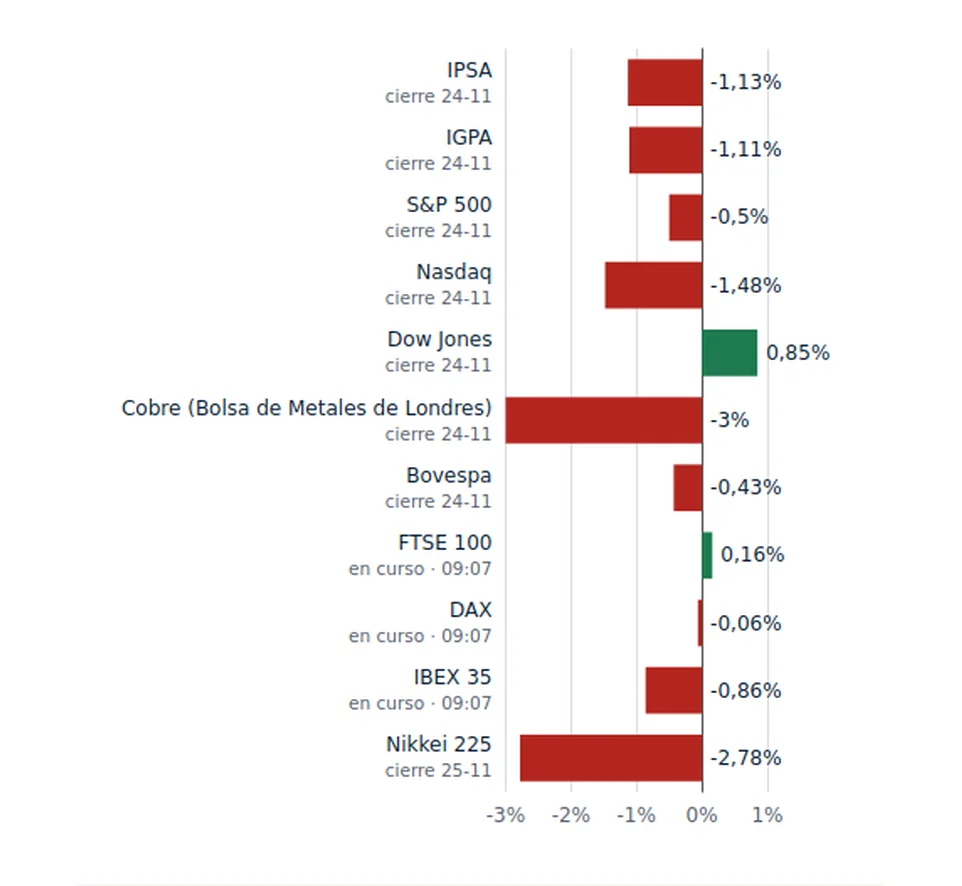 IPSA
cierre 24-11
-1,13%
IGPA
cierre 24-11
-1,11%
S&P 500
cierre 24-11
-0,5%
Nasdaq
cierre 24-11
-1,48%
Dow Jones
cierre 24-11
0,85%
Cobre (Bolsa de Metales de Londres)
cierre 24-11
-3%
Bovespa
cierre 24-11
-0,43%
FTSE 100
en curso · 09:07
0,16%
DAX
en curso · 09:07
-0,06%
IBEX 35
en curso · 09:07
-0,86%
Nikkei 225
cierre 25-11
-2,78%
-3% -2% -1% 0% 1%